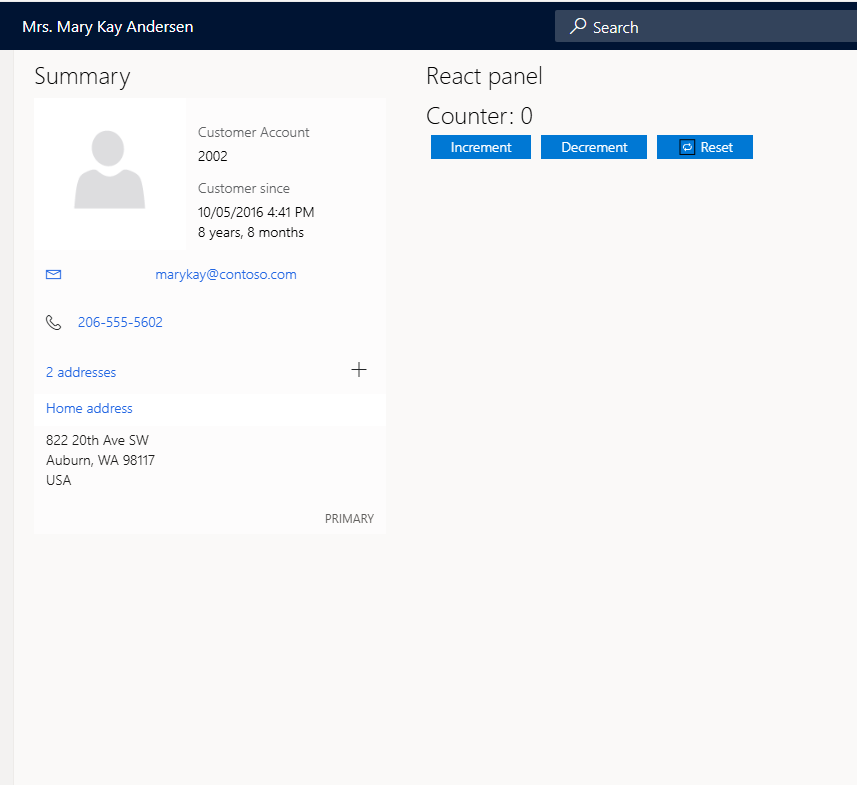 Mrs. Mary Kay Andersen
Search
Summary
Customer Account
2002
Customer since
10/05/2016 4:41 PM
8 years, 8 months
marykay@contoso.com
206-555-5602
2 addresses
Home address
822 20th Ave SW
Auburn, WA 98117
USA
PRIMARY
React panel
Counter: 0
Increment
Decrement
Reset